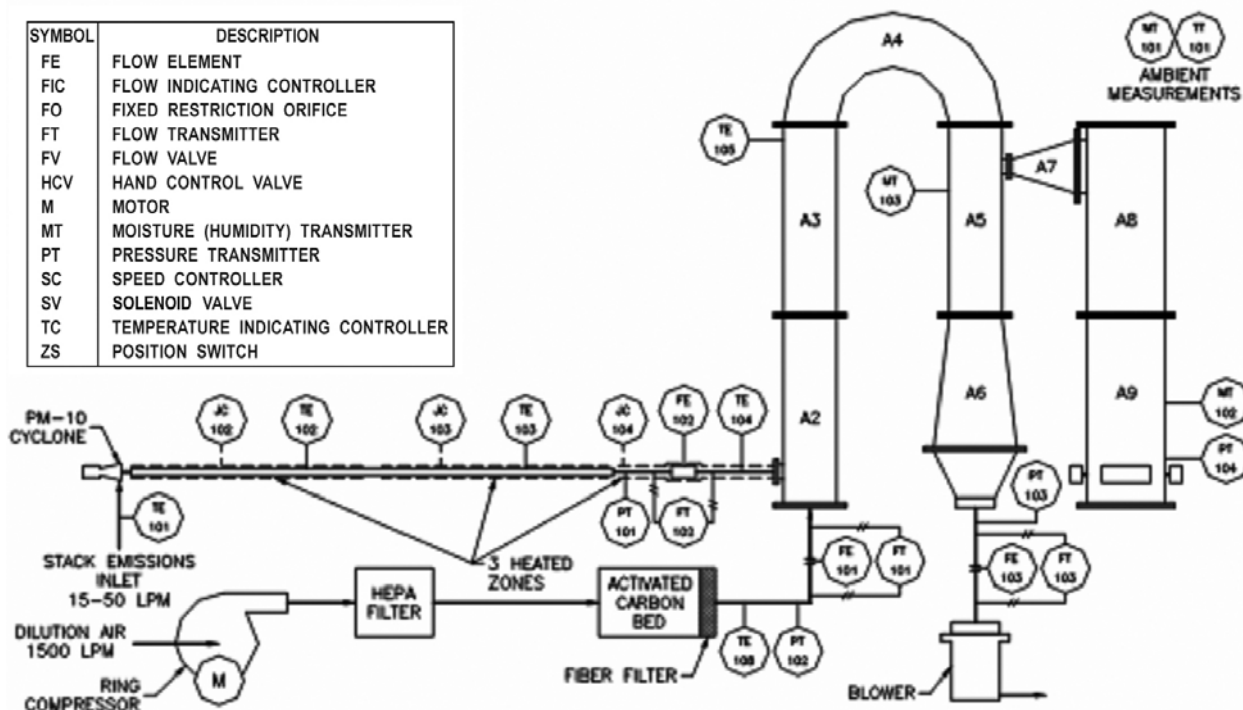 SYMBOL DESCRIPTION
FE FLOW ELEMENT
FIC FLOW INDICATING CONTROLLER
FO FIXED RESTRICTION ORIFICE
FT FLOW TRANSMITTER
FV FLOW VALVE
HCV HAND CONTROL VALVE
M MOTOR
MT MOISTURE (HUMIDITY) TRANSMITTER
PT PRESSURE TRANSMITTER
SC SPEED CONTROLLER
SV SOLENOID VALVE
TC TEMPERATURE INDICATING CONTROLLER
ZS POSITION SWITCH
A4
MT
101
TT
101
AMBIENT
MEASUREMENTS
TE
105
MT
103
A7
A3
A5
A8
A2
A6
A9
MT
102
PT
104
PM-10
CYCLONE
JC
102
TE
102
JC
103
TE
103
JC
104
FE
102
TE
104
TE
101
PT
101
FT
102
PT
103
STACK EMISSIONS
INLET
15-50 LPM
3 HEATED
ZONES
FE
101
FT
101
FE
103
FT
103
HEPA
FILTER
ACTIVATED
CARBON
BED
DILUTION AIR
1500 LPM
M
RING
COMPRESSOR
FIBER FILTER
TE
PT
102
BLOWER